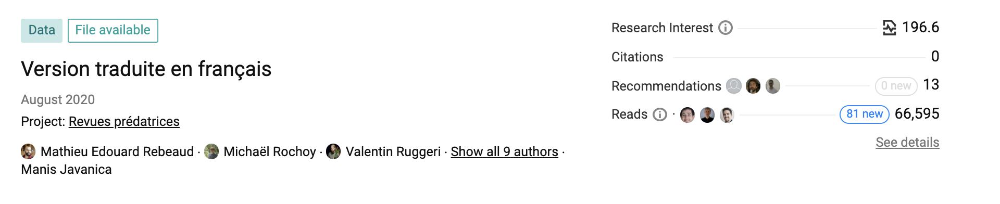 Data File available
Version traduite en français
August 2020
Project: Revues prédatrices
Mathieu Edouard Rebeaud · Michaël Rochoy · Valentin Ruggeri · Show all 9 authors ·
Manis Javanica
Research Interest 196.6
Citations 0
Recommendations 0 new 13
Reads · 81 new 66,595
See details